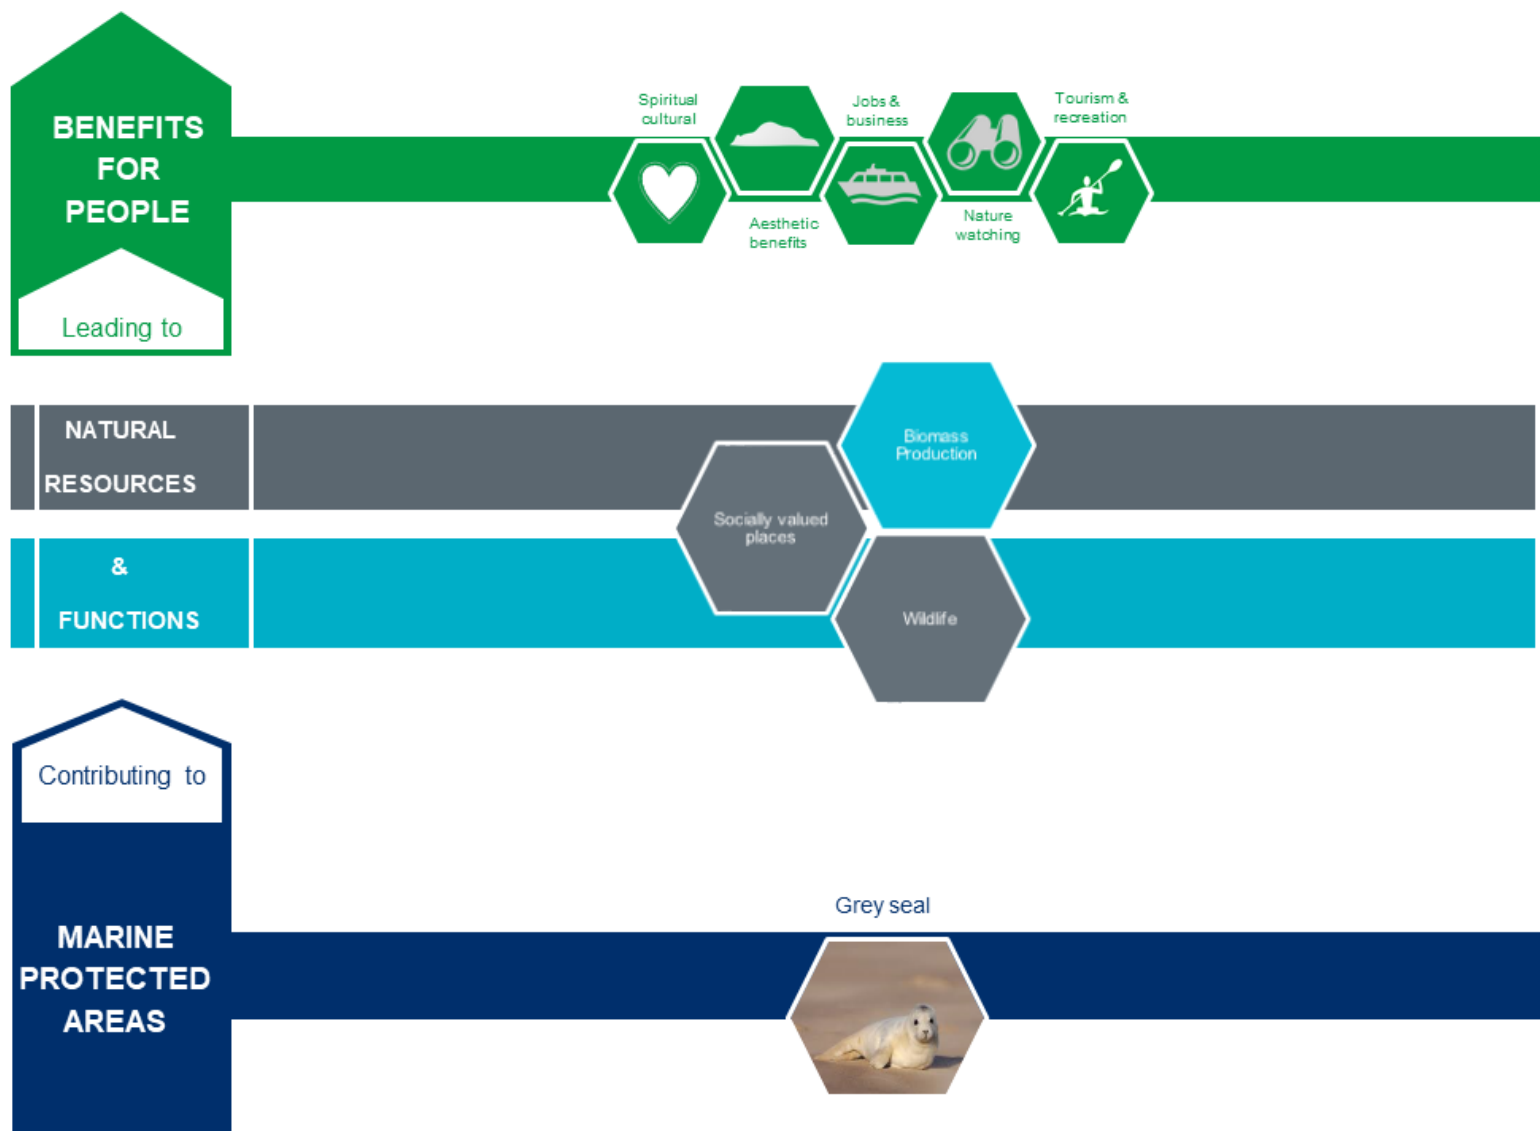 BENEFITS
FOR
PEOPLE
Leading to
Spiritual
cultural
Aesthetic
benefits
Jobs &
business
Nature
watching
Tourism &
recreation
NATURAL
RESOURCES
&
FUNCTIONS
Biomass
Production
Socially valued
places
Wildlife
Contributing to
MARINE
PROTECTED
AREAS
Grey seal